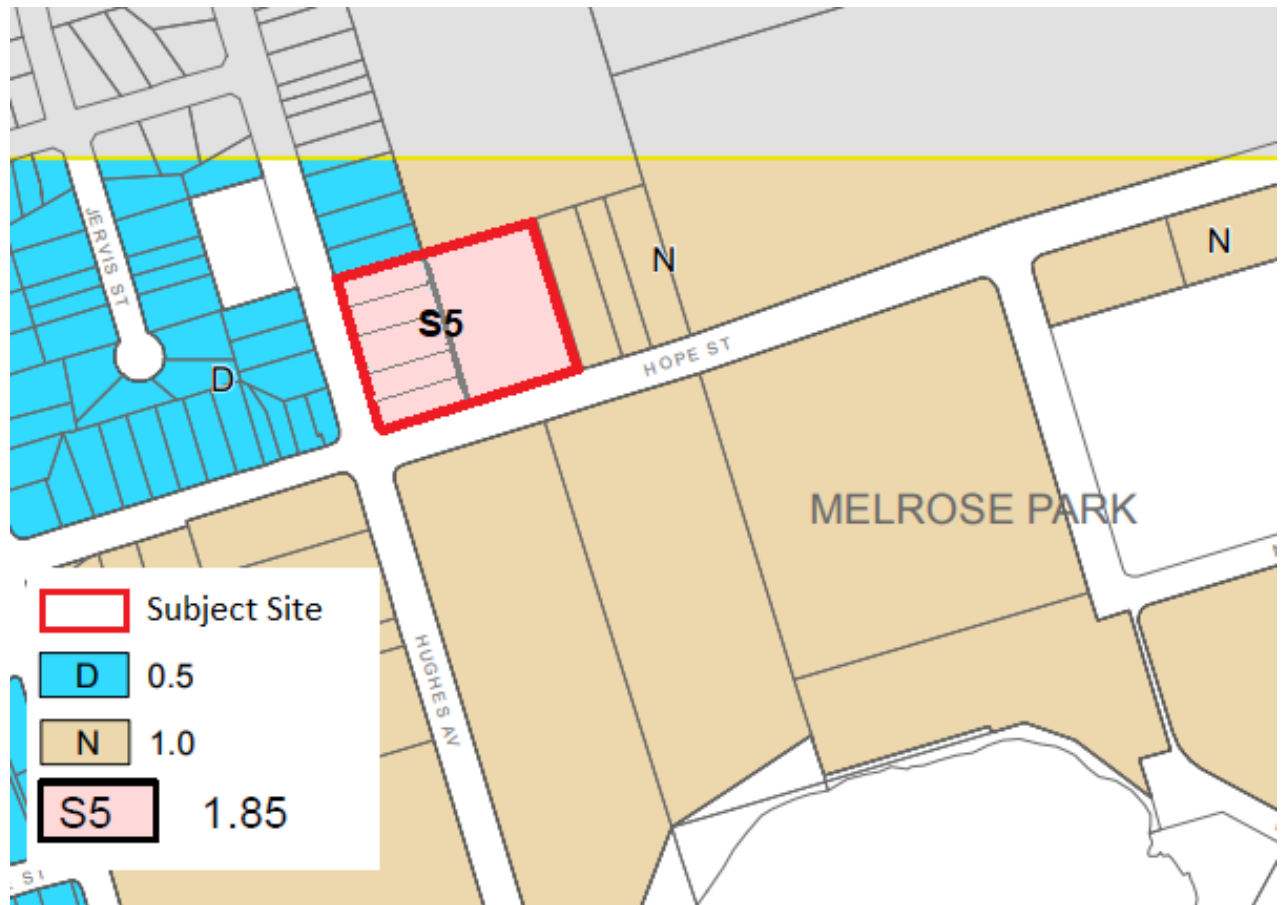 JERVIS ST
N
N
S5
HOPE ST
D
MELROSE PARK
HUGHES AV
Subject Site
D 0.5
N 1.0
S5 1.85